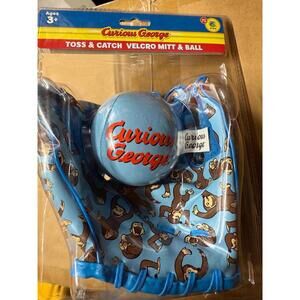 Ages
3+
Curious George
TOSS & CATCH VELCRO MITT & BALL
Curious
George
Curious
George